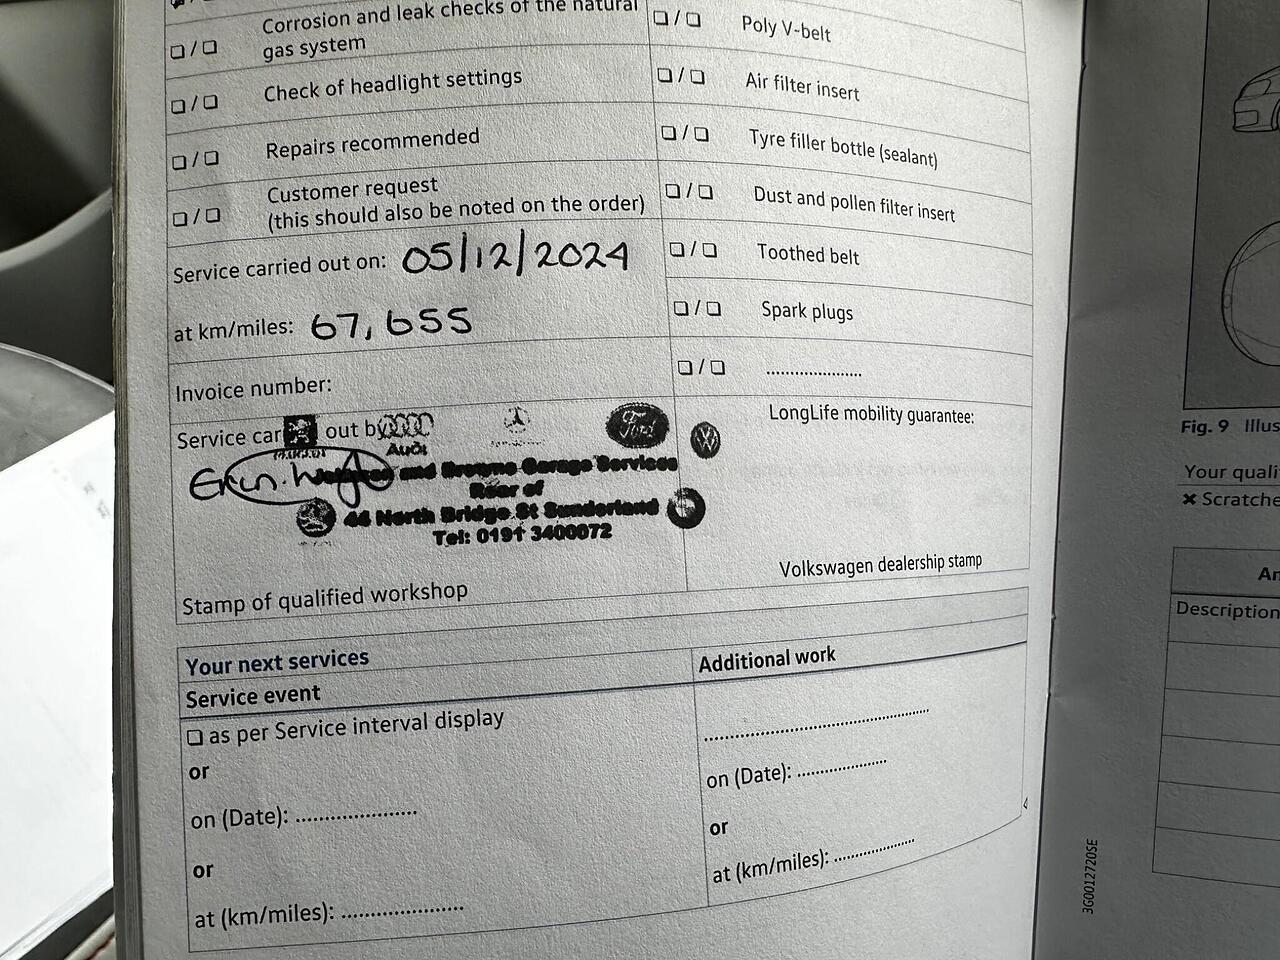 Corrosion and leak checks of the natural
gas system
Check of headlight settings
Repairs recommended
Customer request
(this should also be noted on the order)
Service carried out on: 05/12/2024
at km/miles: 67,655
Invoice number:
Service car out by
Audi
Ford
and Browne Garage Services
Rear of
44 North Bridge St Sunderland
Tel: 0191 3400072
Stamp of qualified workshop
Poly V-belt
Air filter insert
Tyre filler bottle (sealant)
Dust and pollen filter insert
Toothed belt
Spark plugs
....................
LongLife mobility guarantee:
Volkswagen dealership stamp
Your next services
Service event
as per Service interval display
or
on (Date): ....................
or
at (km/miles): ....................
Additional work
........................................
on (Date): ....................
or
at (km/miles): ....................
3G0012720SE
Fig. 9 Illus
Your quali
× Scratche
An
Description